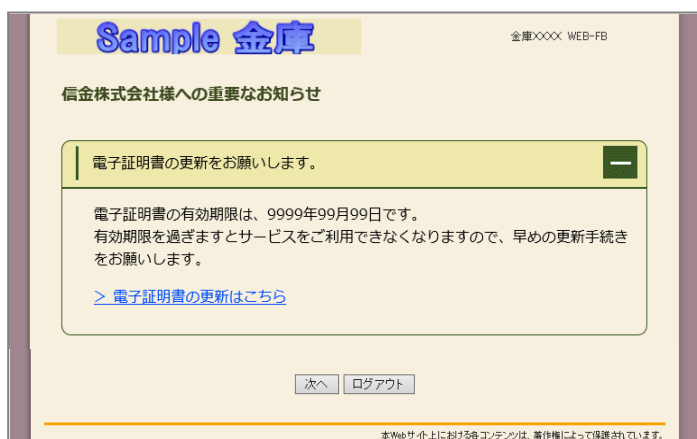 Sample 金庫
金庫XXXX WEB-FB
信金株式会社様への重要なお知らせ
電子証明書の更新をお願いします。
電子証明書の有効期限は、9999年99月99日です。
有効期限を過ぎますとサービスをご利用できなくなりますので、早めの更新手続き
をお願いします。
> 電子証明書の更新はこちら
次へ ログアウト
本Webサイト上における各コンテンツは、著作権によって保護されています。